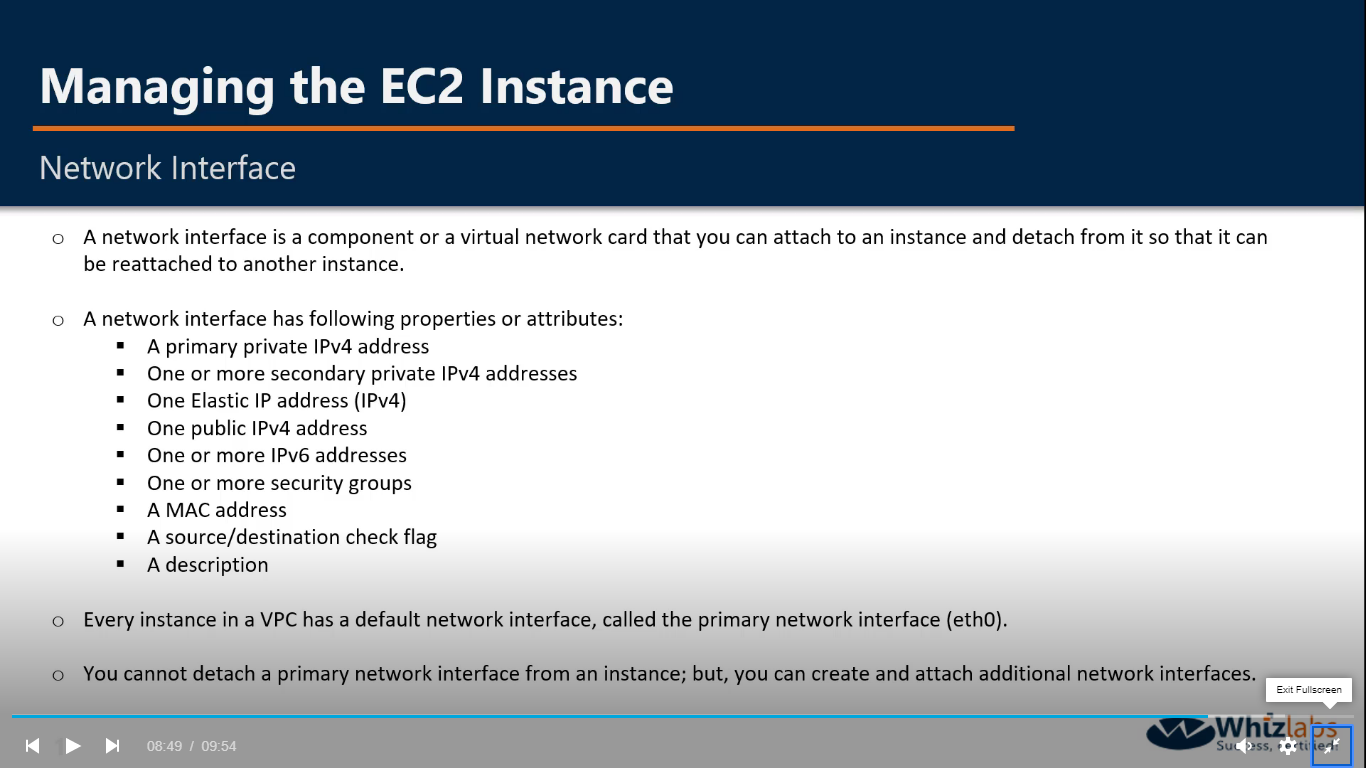 Managing the EC2 Instance
Network Interface
A network interface is a component or a virtual network card that you can attach to an instance and detach from it so that it can
be reattached to another instance.
A network interface has following properties or attributes:
A primary private IPv4 address
One or more secondary private IPv4 addresses
One Elastic IP address (IPv4)
One public IPv4 address
One or more IPv6 addresses
One or more security groups
A MAC address
A source/destination check flag
A description
Every instance in a VPC has a default network interface, called the primary network interface (eth0).
You cannot detach a primary network interface from an instance; but, you can create and attach additional network interfaces.
Exit Fullscreen
Whizlabs
08:49 / 09:54